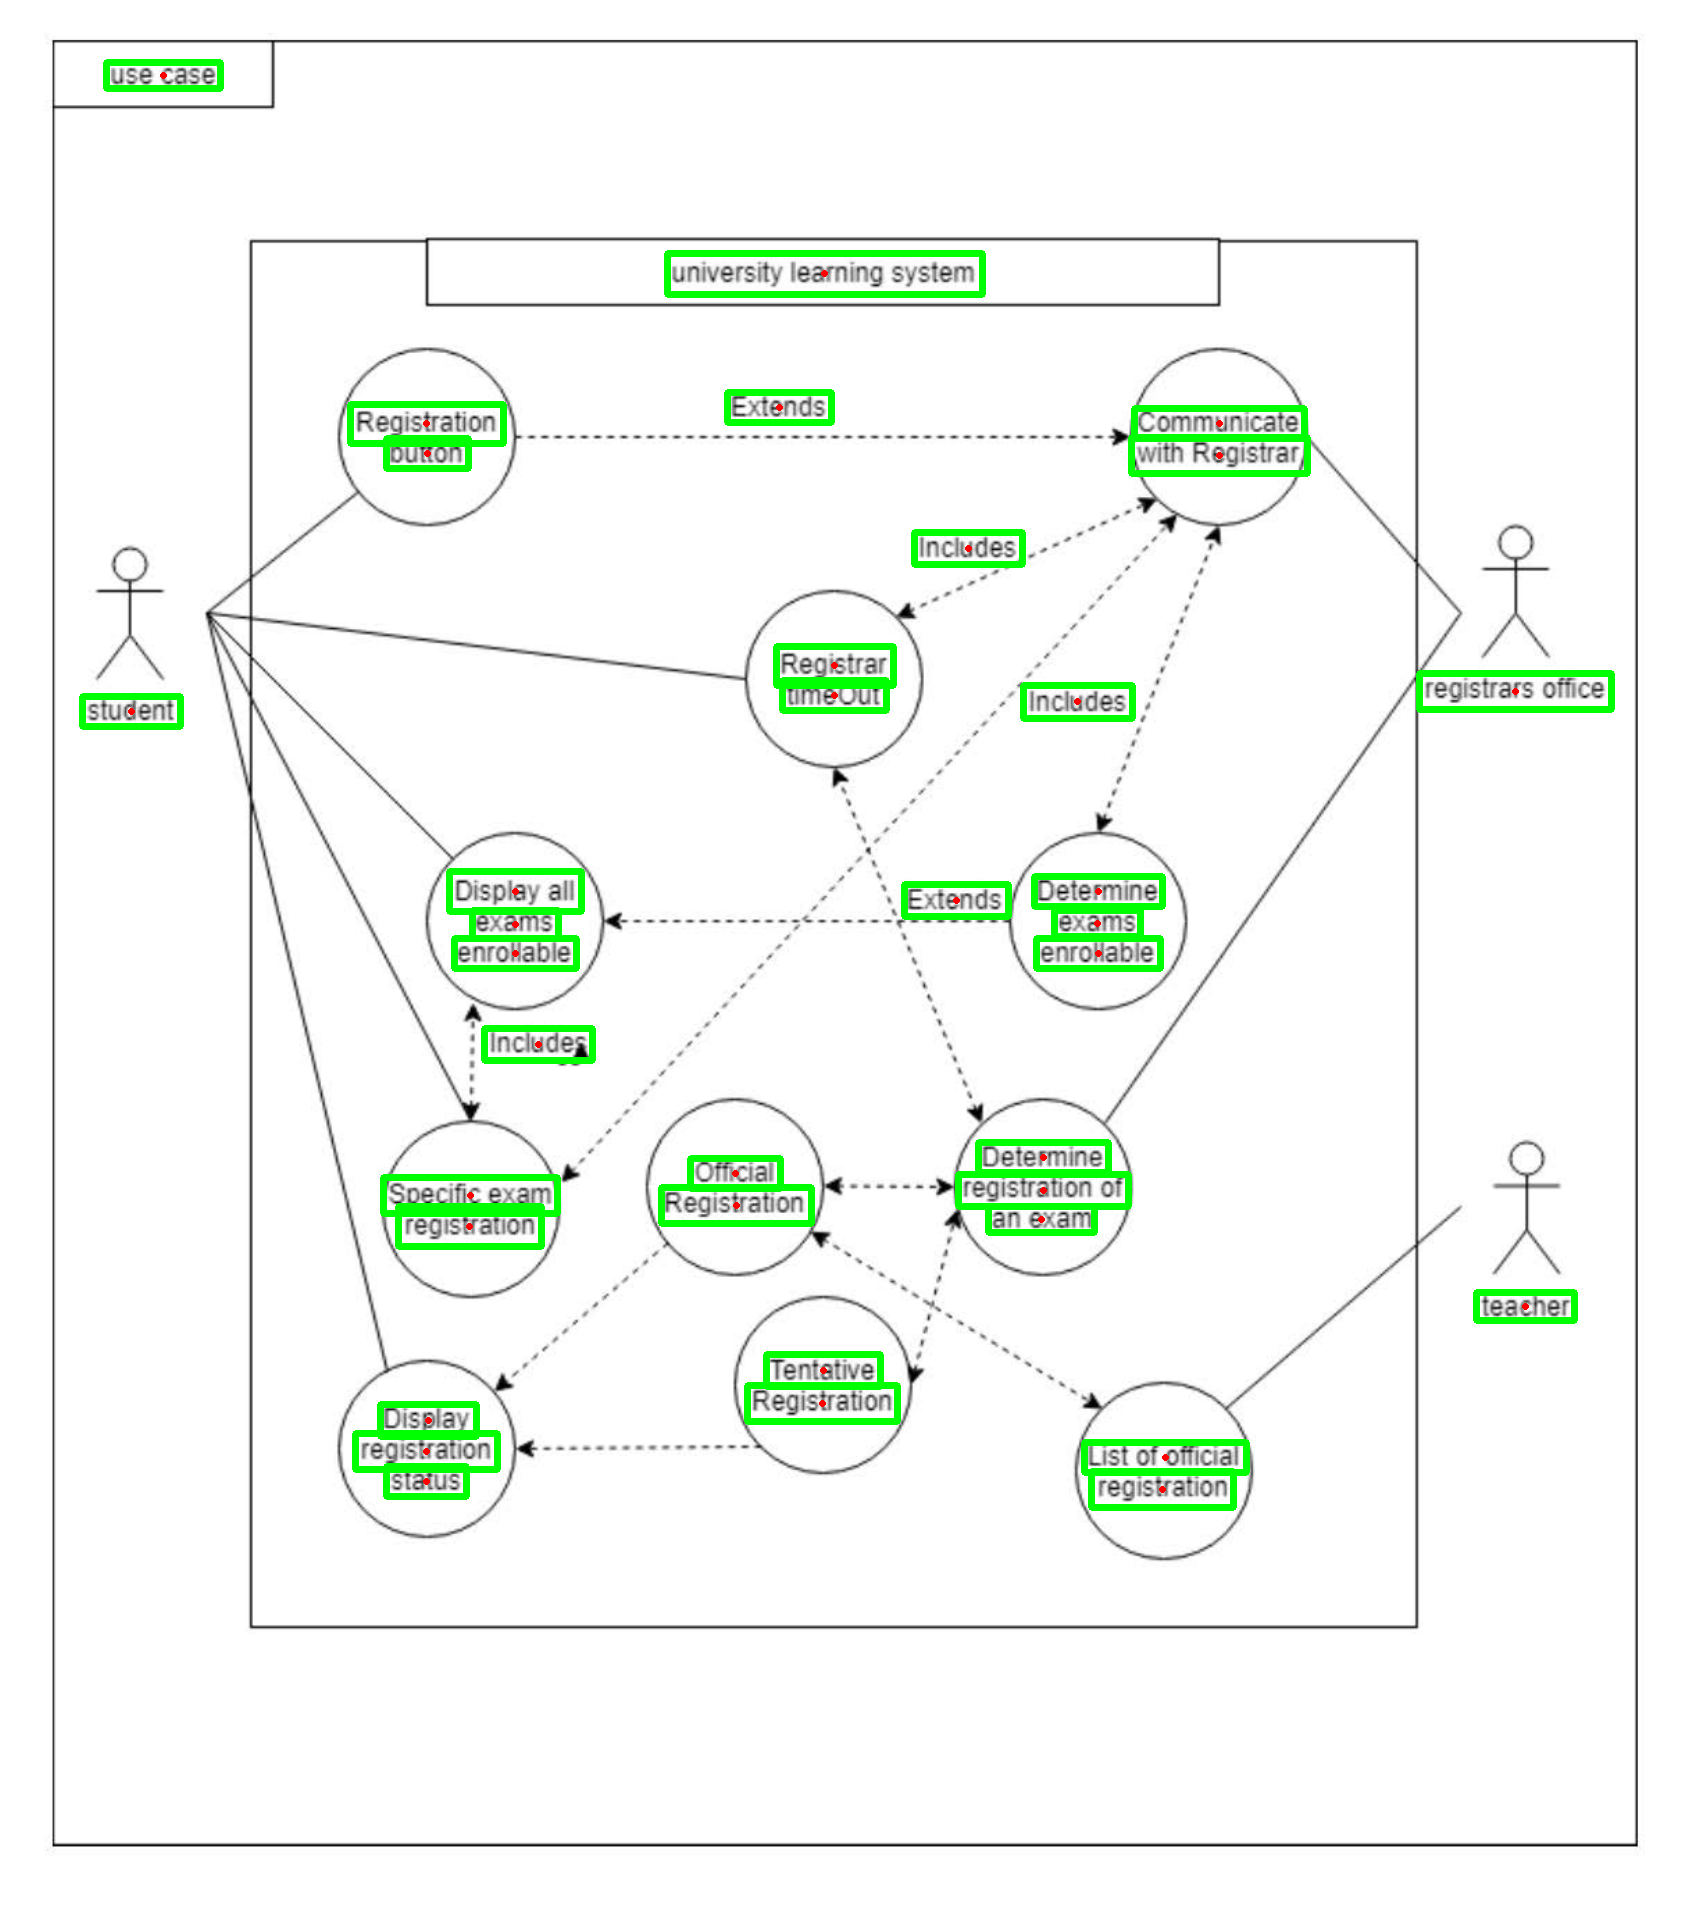 use case
university learning system
Registration
button
Extends
Communicate
with Registrar
Includes
Registrar
timeOut
student
Includes
registrars office
Display all
exams
enrollable
Extends
Determine
exams
enrollable
Includes
Specific exam
registration
Official
Registration
Determine
registration of
an exam
teacher
Tentative
Registration
Display
registration
status
List of official
registration